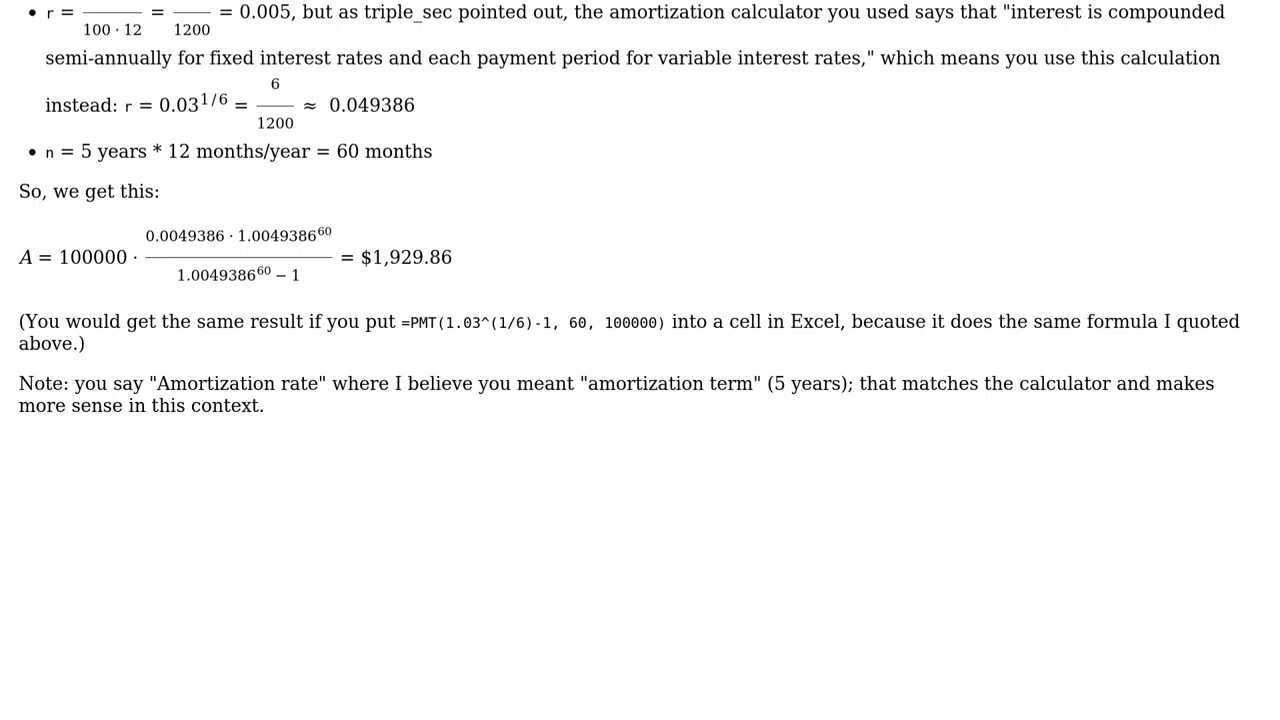 • r = 100 · 12 = 1200 = 0.005, but as triple_sec pointed out, the amortization calculator you used says that "interest is compounded
semi-annually for fixed interest rates and each payment period for variable interest rates," which means you use this calculation
instead: r = 0.03^1/6 = 6/1200 ≈ 0.049386
• n = 5 years * 12 months/year = 60 months
So, we get this:
A = 100000 · (0.0049386 · 1.0049386^60)/(1.0049386^60 − 1) = $1,929.86
(You would get the same result if you put =PMT(1.03^(1/6)-1, 60, 100000) into a cell in Excel, because it does the same formula I quoted
above.)
Note: you say "Amortization rate" where I believe you meant "amortization term" (5 years); that matches the calculator and makes
more sense in this context.